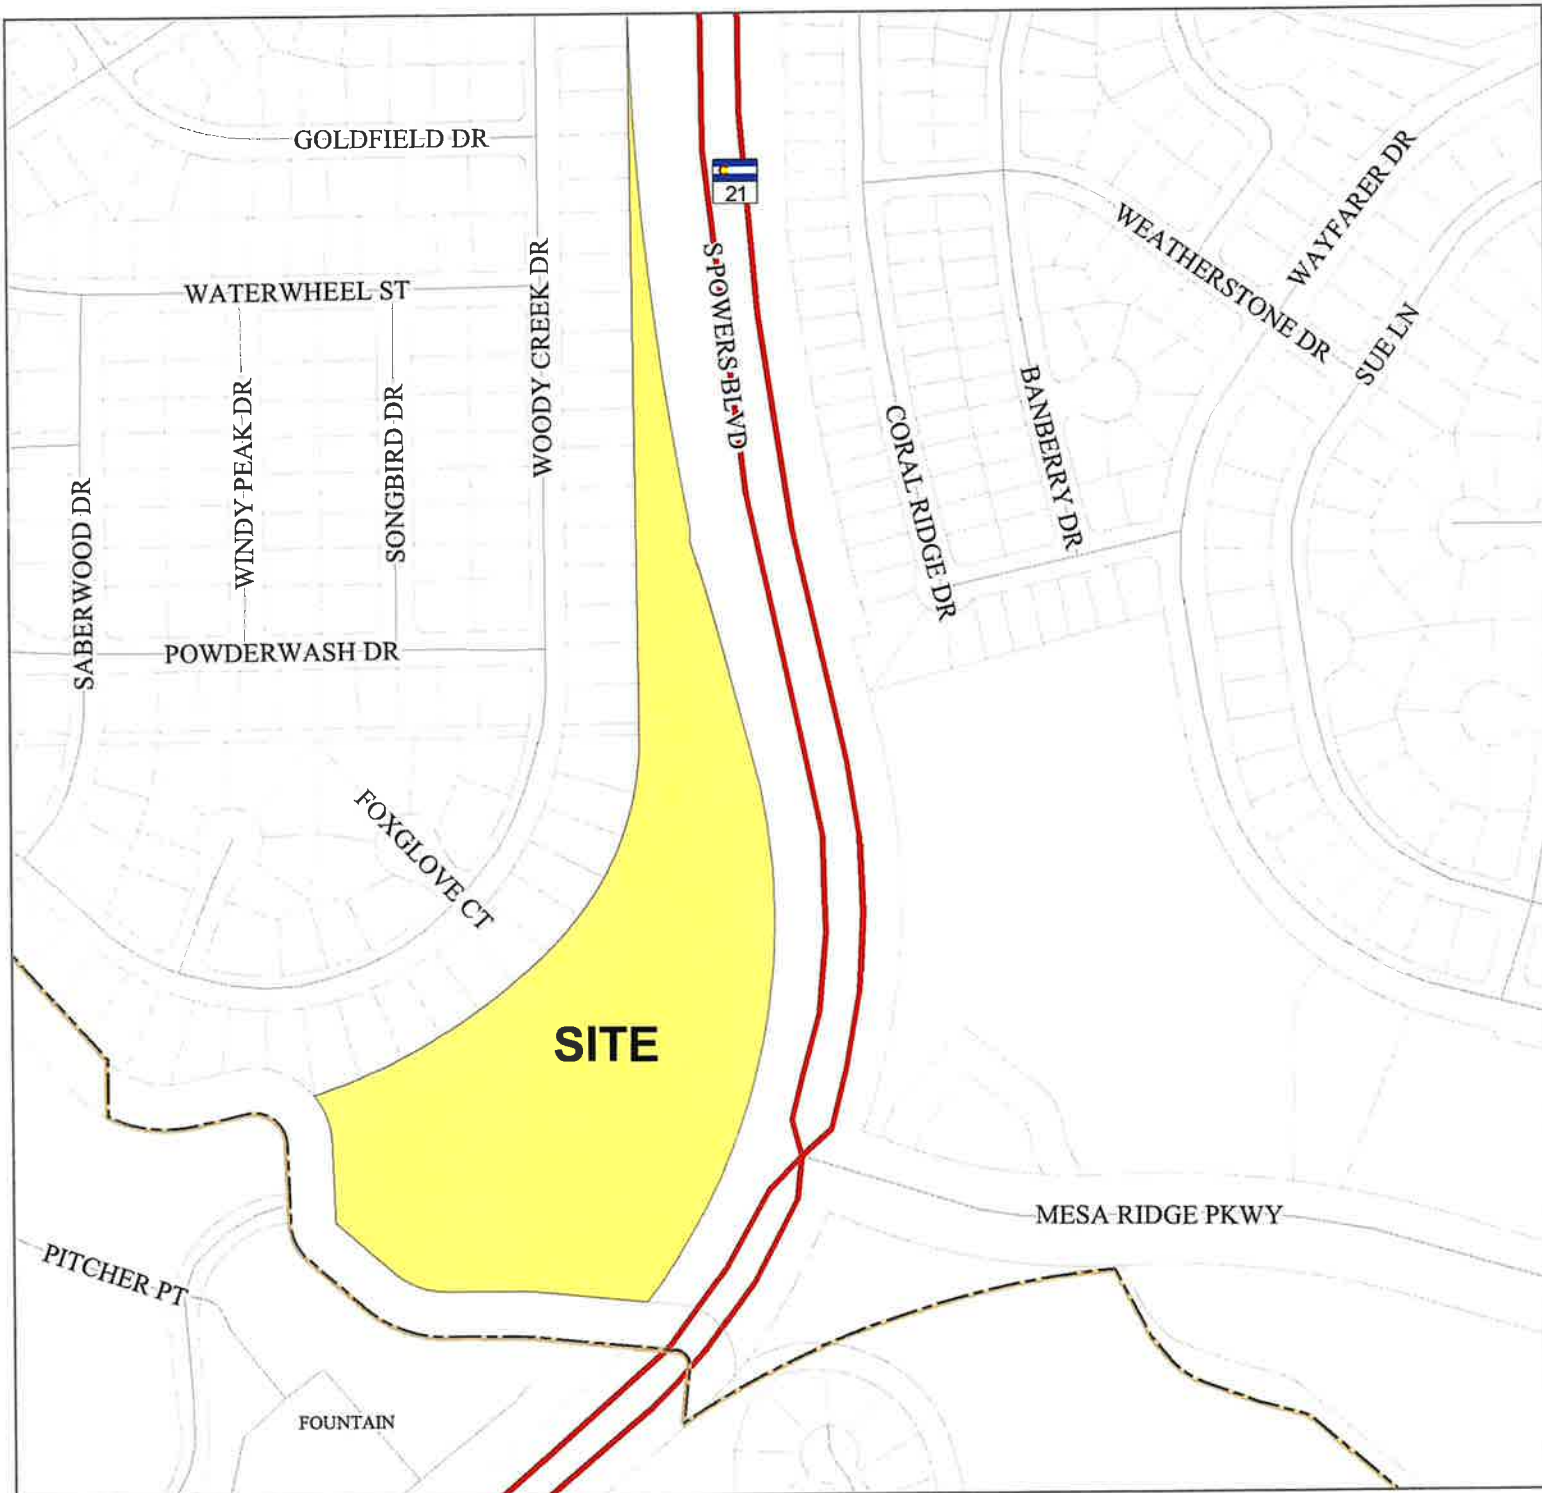 GOLDFIELD DR
21
WAYFARER DR
WEATHERSTONE DR
WATERWHEEL ST
WOODY CREEK DR
S POWERS BLVD
SUE LN
WINDY PEAK DR
SONGBIRD DR
BANBERRY DR
CORAL RIDGE DR
SABERWOOD DR
POWDERWASH DR
FOXGLOVE CT
SITE
MESA RIDGE PKWY
PITCHER PT
FOUNTAIN